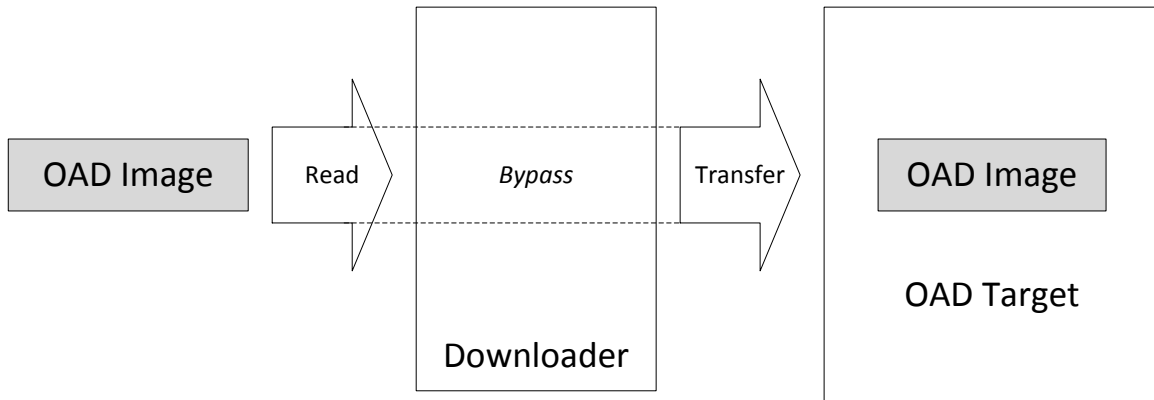 OAD Image
Read
Bypass
Transfer
OAD Image
OAD Target
Downloader